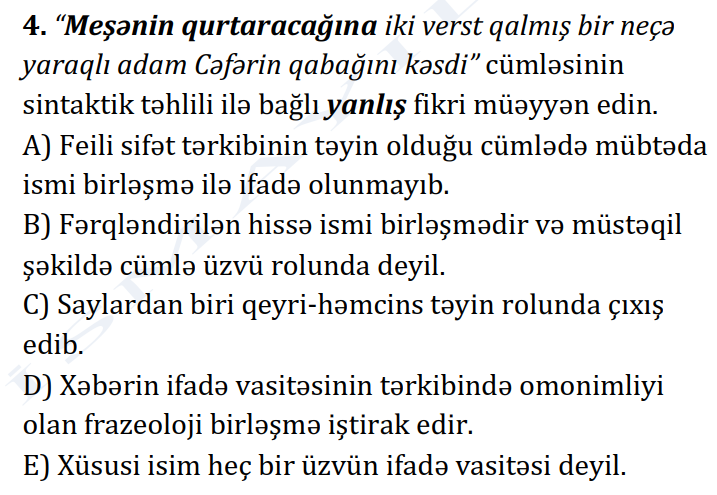 4. “Meşənin qurtaracağına iki verst qalmış bir neçə
yaraqlı adam Cəfərin qabağını kəsdi” cümləsinin
sintaktik təhlili ilə bağlı yanlış fikri müəyyən edin.
A) Feili sifət tərkibinin təyin olduğu cümlədə mübtəda
ismi birləşmə ilə ifadə olunmayıb.
B) Fərqləndirilən hissə ismi birləşmədir və müstəqil
şəkildə cümlə üzvü rolunda deyil.
C) Saylardan biri qeyri-həmcins təyin rolunda çıxış
edib.
D) Xəbərin ifadə vasitəsinin tərkibində omonimliyi
olan frazeoloji birləşmə iştirak edir.
E) Xüsusi isim heç bir üzvün ifadə vasitəsi deyil.